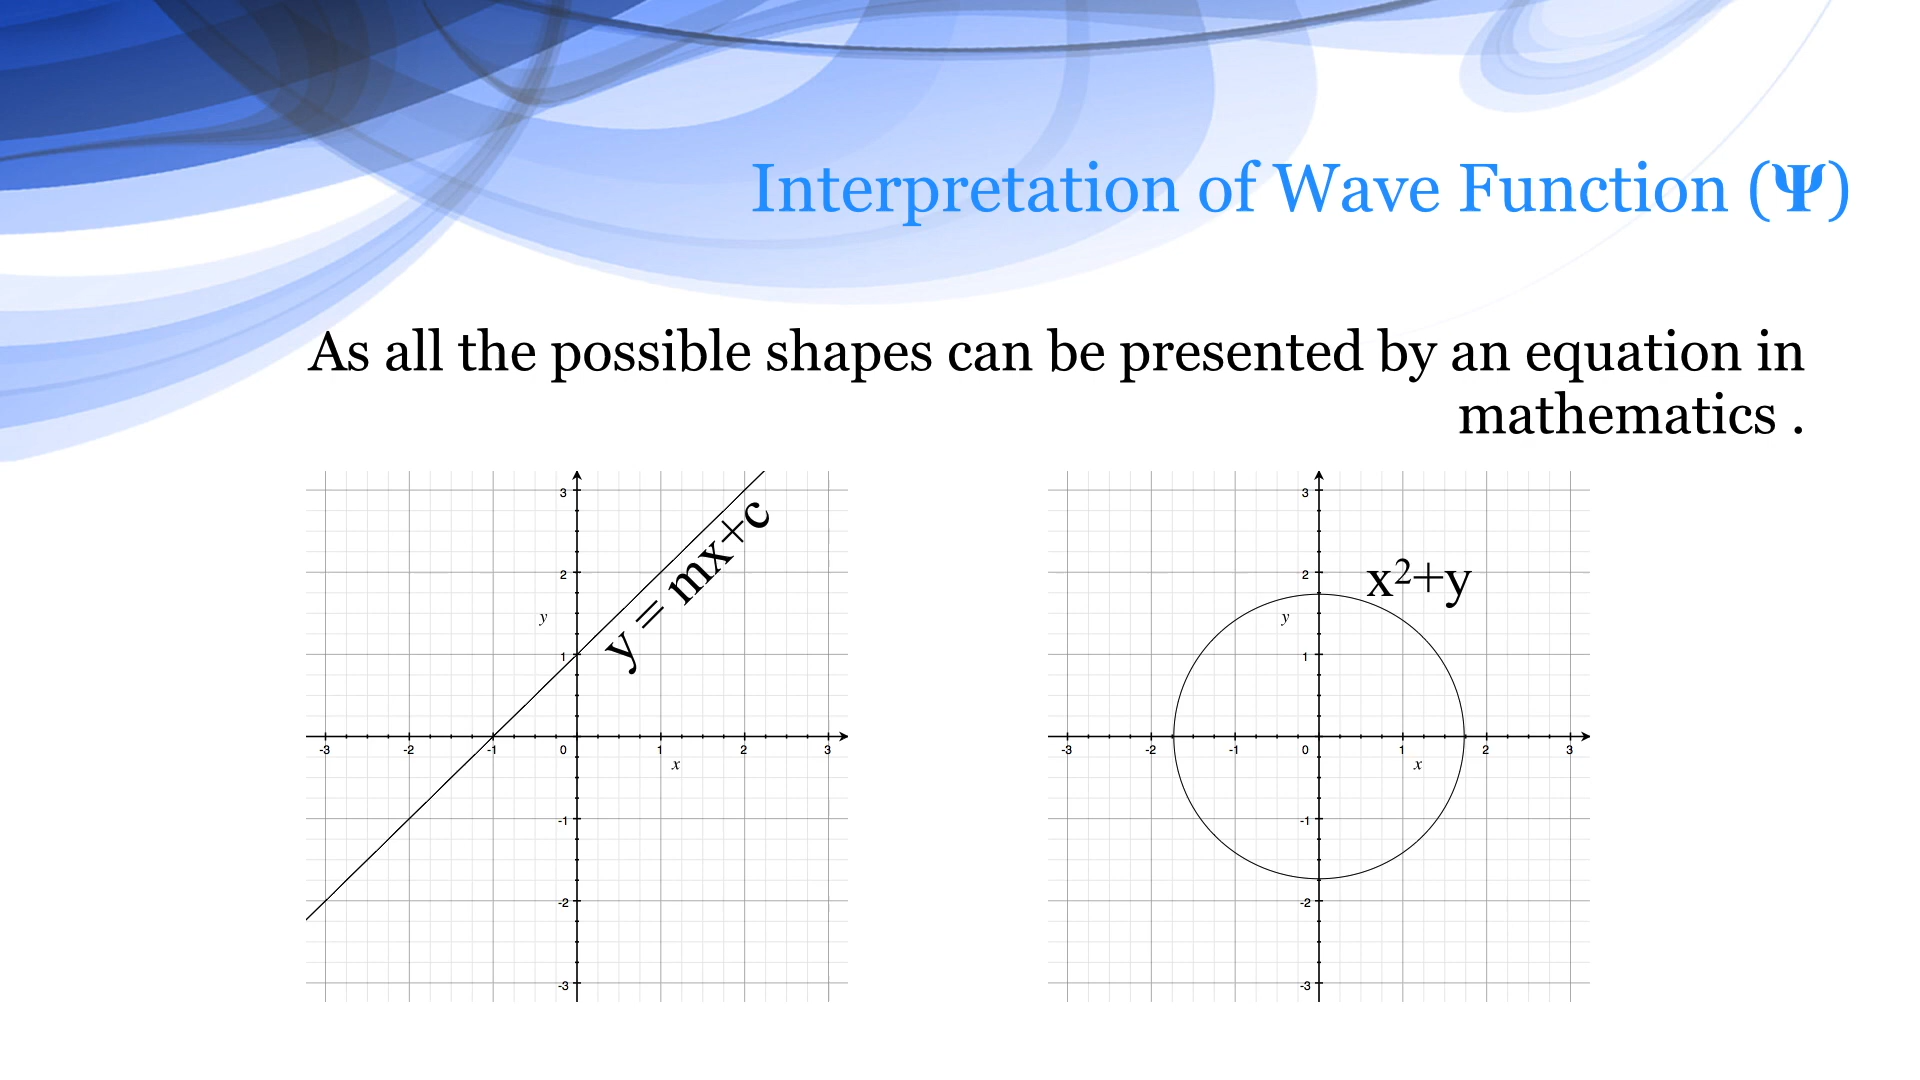 Interpretation of Wave Function (Ψ)
As all the possible shapes can be presented by an equation in
mathematics .
y = mx+c
3
2
y
1
-3 -2 -1 0 1 2 3
x
-1
-2
-3
x²+y
3
2
y
1
-3 -2 -1 0 1 2 3
x
-1
-2
-3